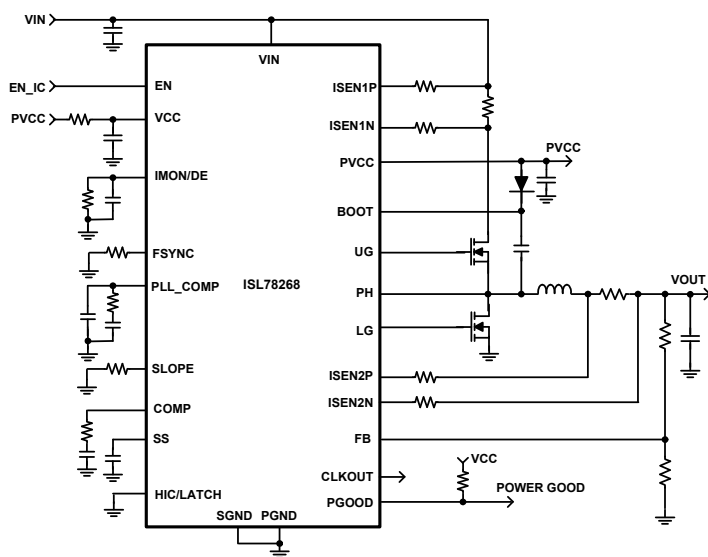 VIN
VIN
EN_IC
EN
ISEN1P
PVCC
VCC
ISEN1N
PVCC
PVCC
IMON/DE
BOOT
UG
FSYNC
ISL78268
PLL_COMP
PH
VOUT
LG
SLOPE
ISEN2P
ISEN2N
COMP
SS
FB
VCC
CLKOUT
HIC/LATCH
PGOOD
POWER GOOD
SGND
PGND